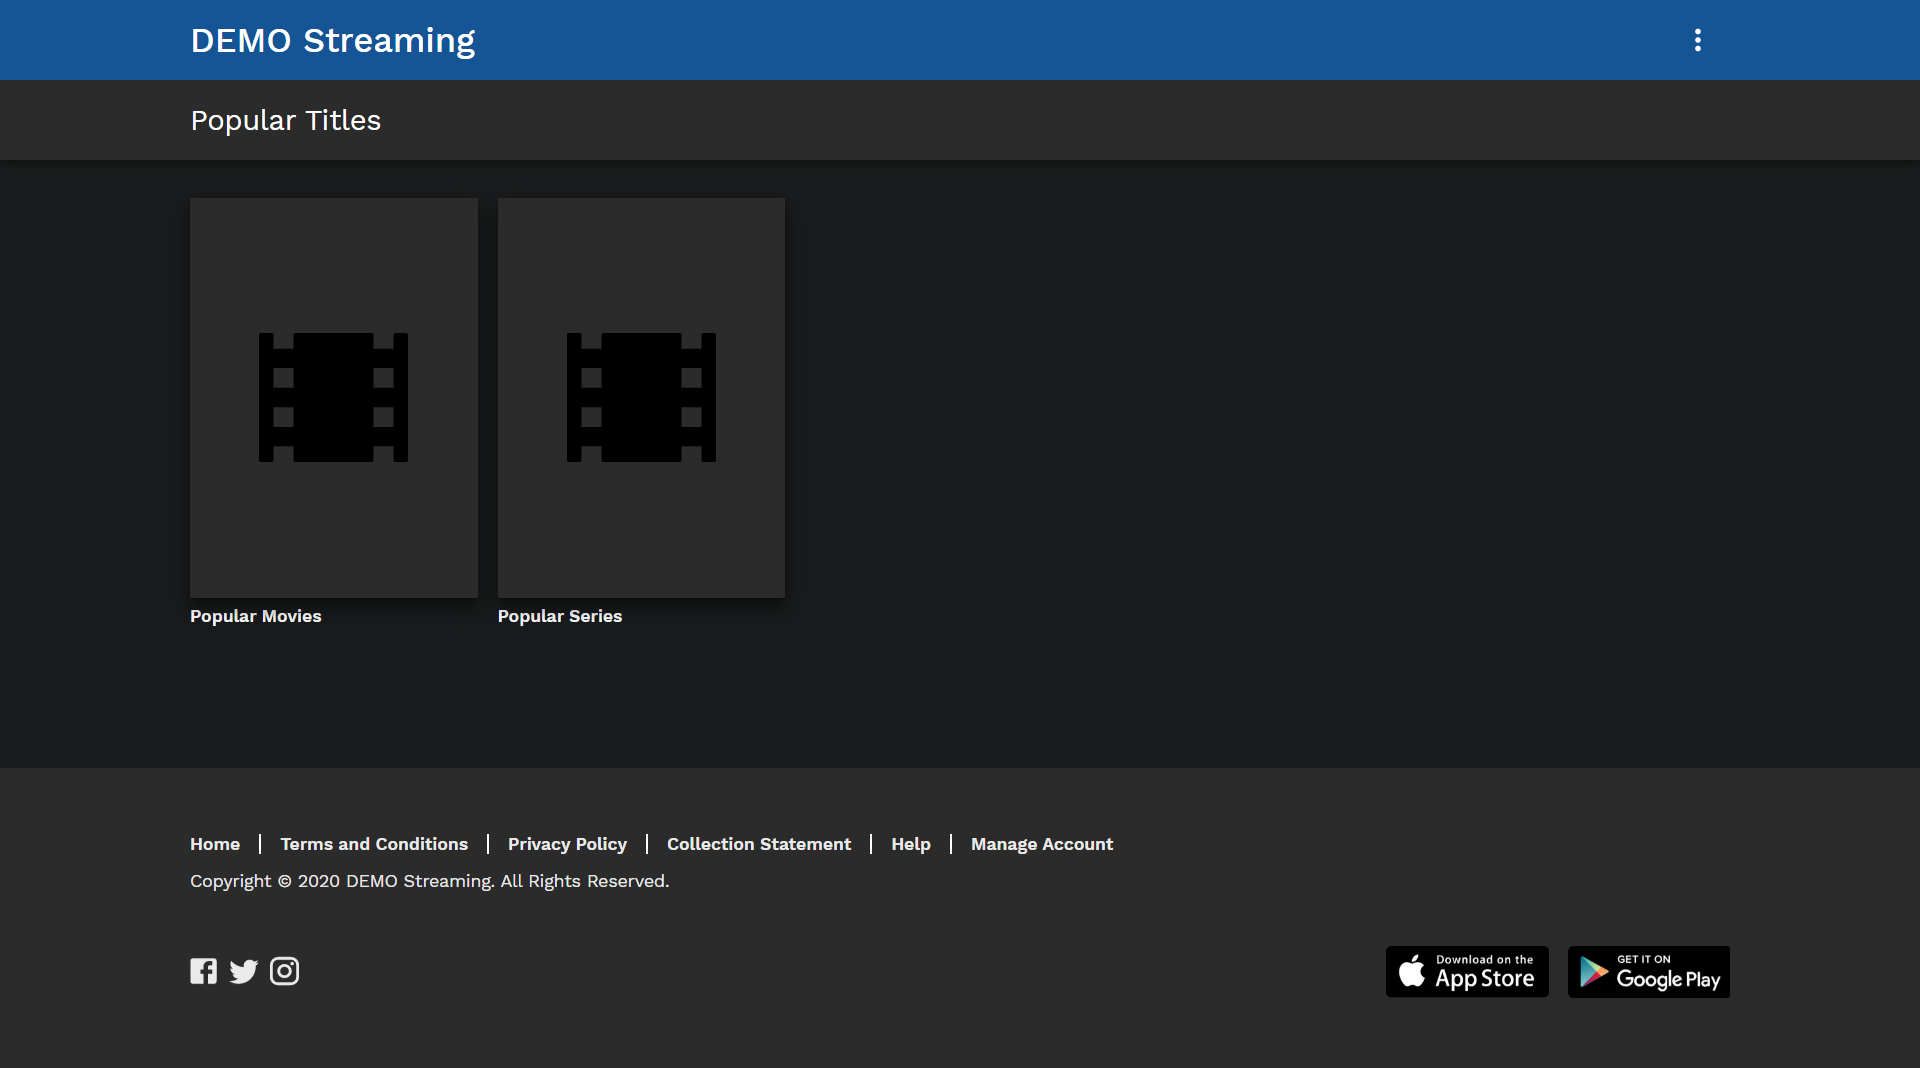 DEMO Streaming
Popular Titles
Popular Movies
Popular Series
Home
Terms and Conditions
Privacy Policy
Collection Statement
Help
Manage Account
Copyright © 2020 DEMO Streaming. All Rights Reserved.
Download on the
App Store
GET IT ON
Google Play